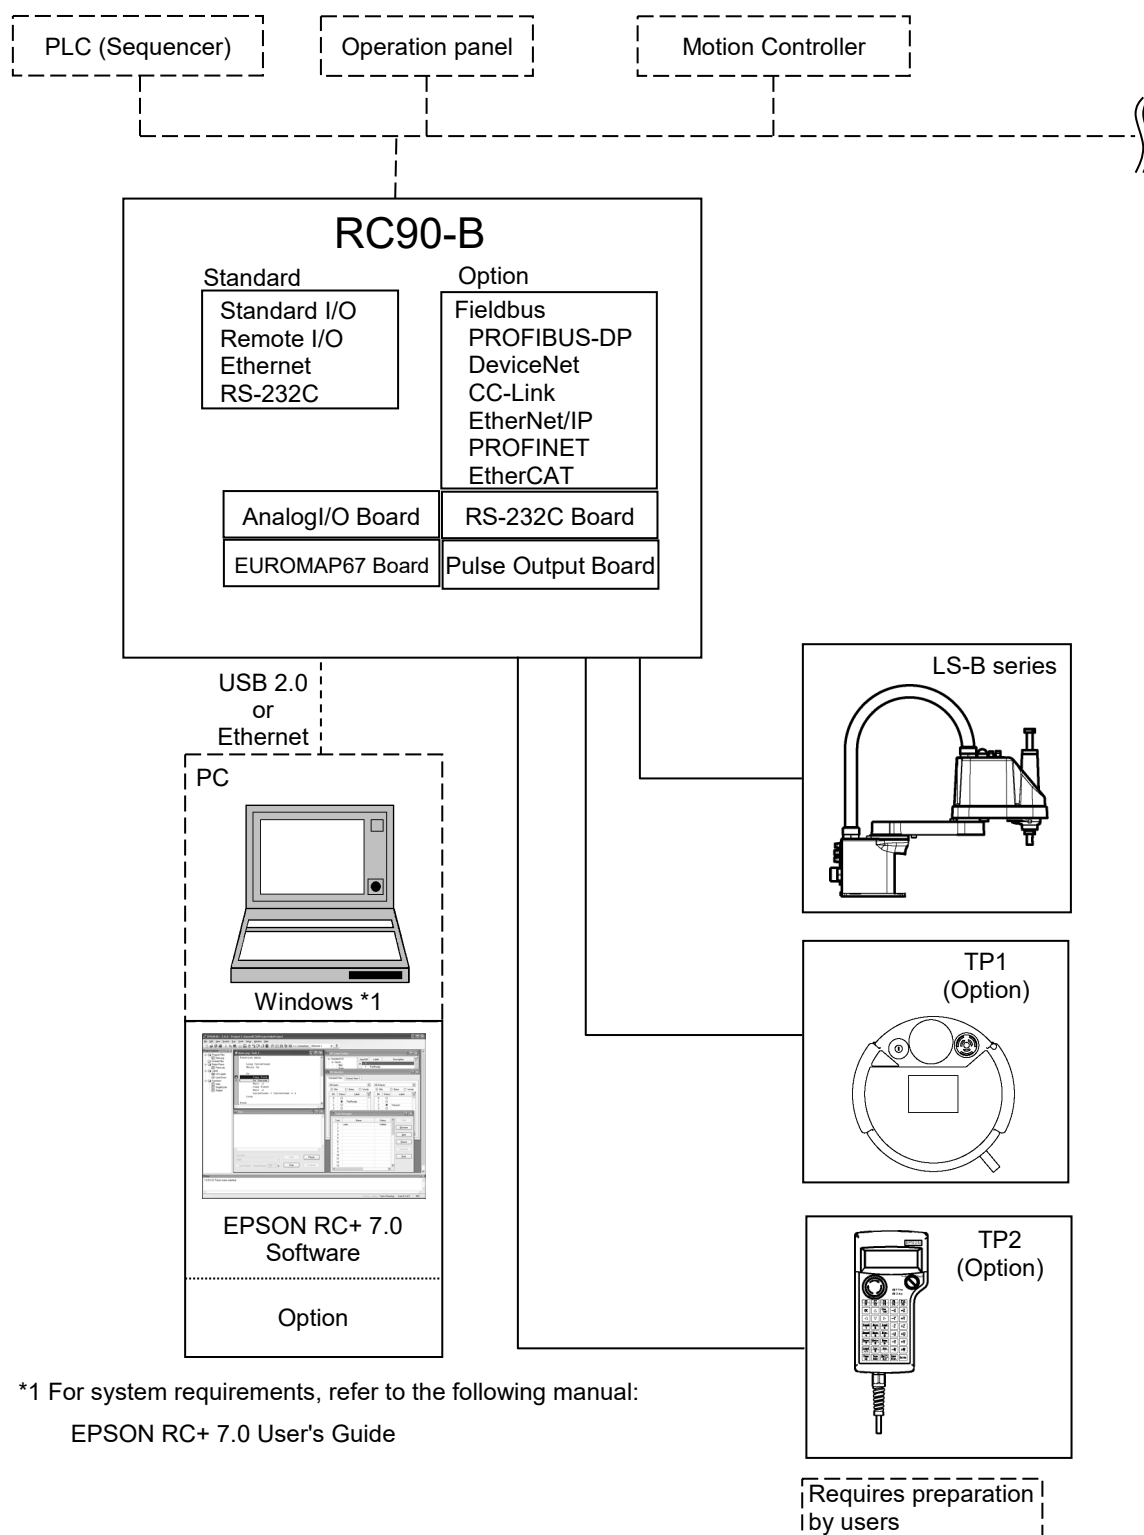 PLC (Sequencer)
Operation panel
Motion Controller
RC90-B
Standard
Standard I/O
Remote I/O
Ethernet
RS-232C
Option
Fieldbus
PROFIBUS-DP
DeviceNet
CC-Link
EtherNet/IP
PROFINET
EtherCAT
AnalogI/O Board
RS-232C Board
EUROMAP67 Board
Pulse Output Board
USB 2.0
or
Ethernet
PC
Windows *1
EPSON RC+ 7.0
Software
Option
LS-B series
TP1
(Option)
TP2
(Option)
*1 For system requirements, refer to the following manual:
EPSON RC+ 7.0 User's Guide
Requires preparation
by users